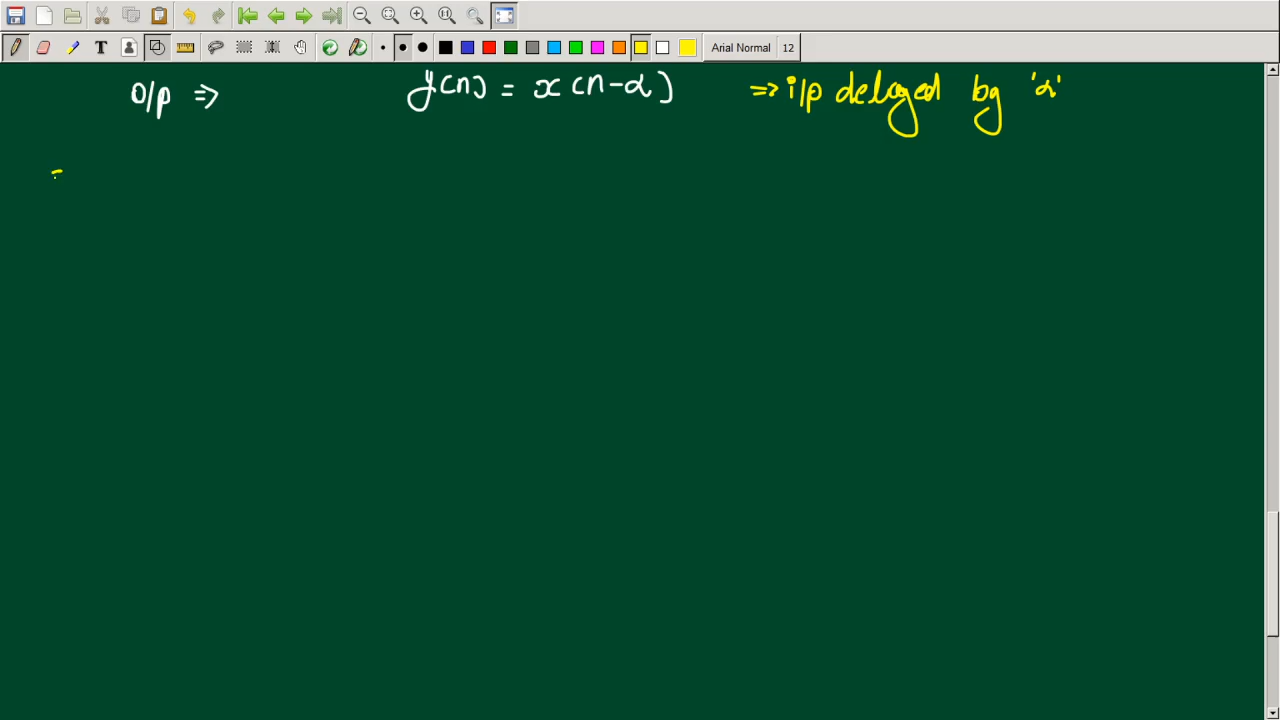 Arial Normal 12
O/p ⇒ y(n) = x(n-α) ⇒ i/p delayed by 'α'